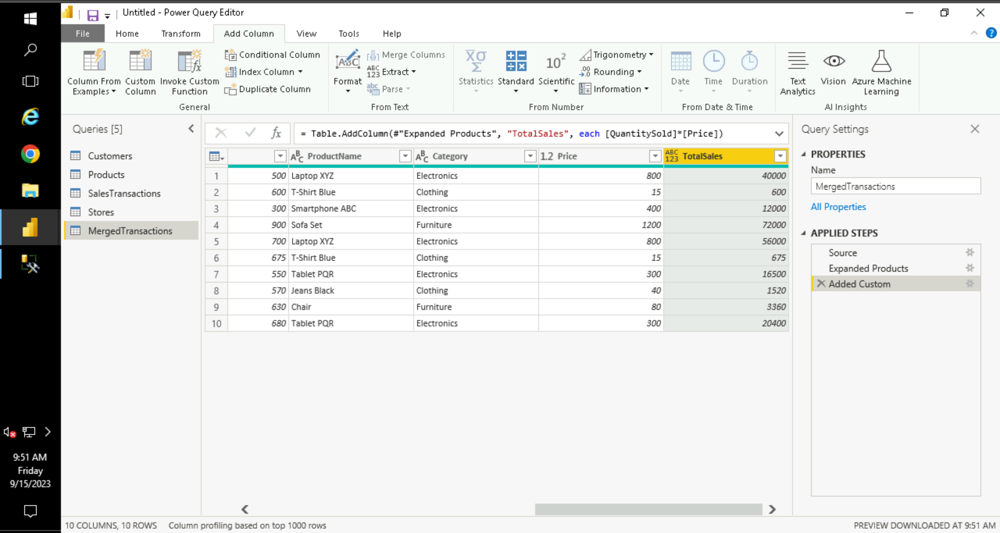 Untitled - Power Query Editor
File Home Transform Add Column View Tools Help
Column From Examples
Custom Column
Invoke Custom Function
Conditional Column
Index Column
Duplicate Column
General
Format
Merge Columns
Extract
Parse
From Text
Statistics
Standard
Scientific
Trigonometry
Rounding
Information
From Number
Date
Time
Duration
From Date & Time
Text Analytics
Vision
Azure Machine Learning
AI Insights
Queries [5]
Customers
Products
SalesTransactions
Stores
MergedTransactions
= Table.AddColumn(#"Expanded Products", "TotalSales", each [QuantitySold]*[Price])
ProductName Category 1.2 Price ABC 123 TotalSales
1 500 Laptop XYZ Electronics 800 40000
2 600 T-Shirt Blue Clothing 15 600
3 300 Smartphone ABC Electronics 400 12000
4 900 Sofa Set Furniture 1200 72000
5 700 Laptop XYZ Electronics 800 56000
6 675 T-Shirt Blue Clothing 15 675
7 550 Tablet PQR Electronics 300 16500
8 570 Jeans Black Clothing 40 1520
9 630 Chair Furniture 80 3360
10 680 Tablet PQR Electronics 300 20400
Query Settings
PROPERTIES
Name
MergedTransactions
All Properties
APPLIED STEPS
Source
Expanded Products
Added Custom
9:51 AM
Friday
9/15/2023
10 COLUMNS, 10 ROWS Column profiling based on top 1000 rows
PREVIEW DOWNLOADED AT 9:51 AM